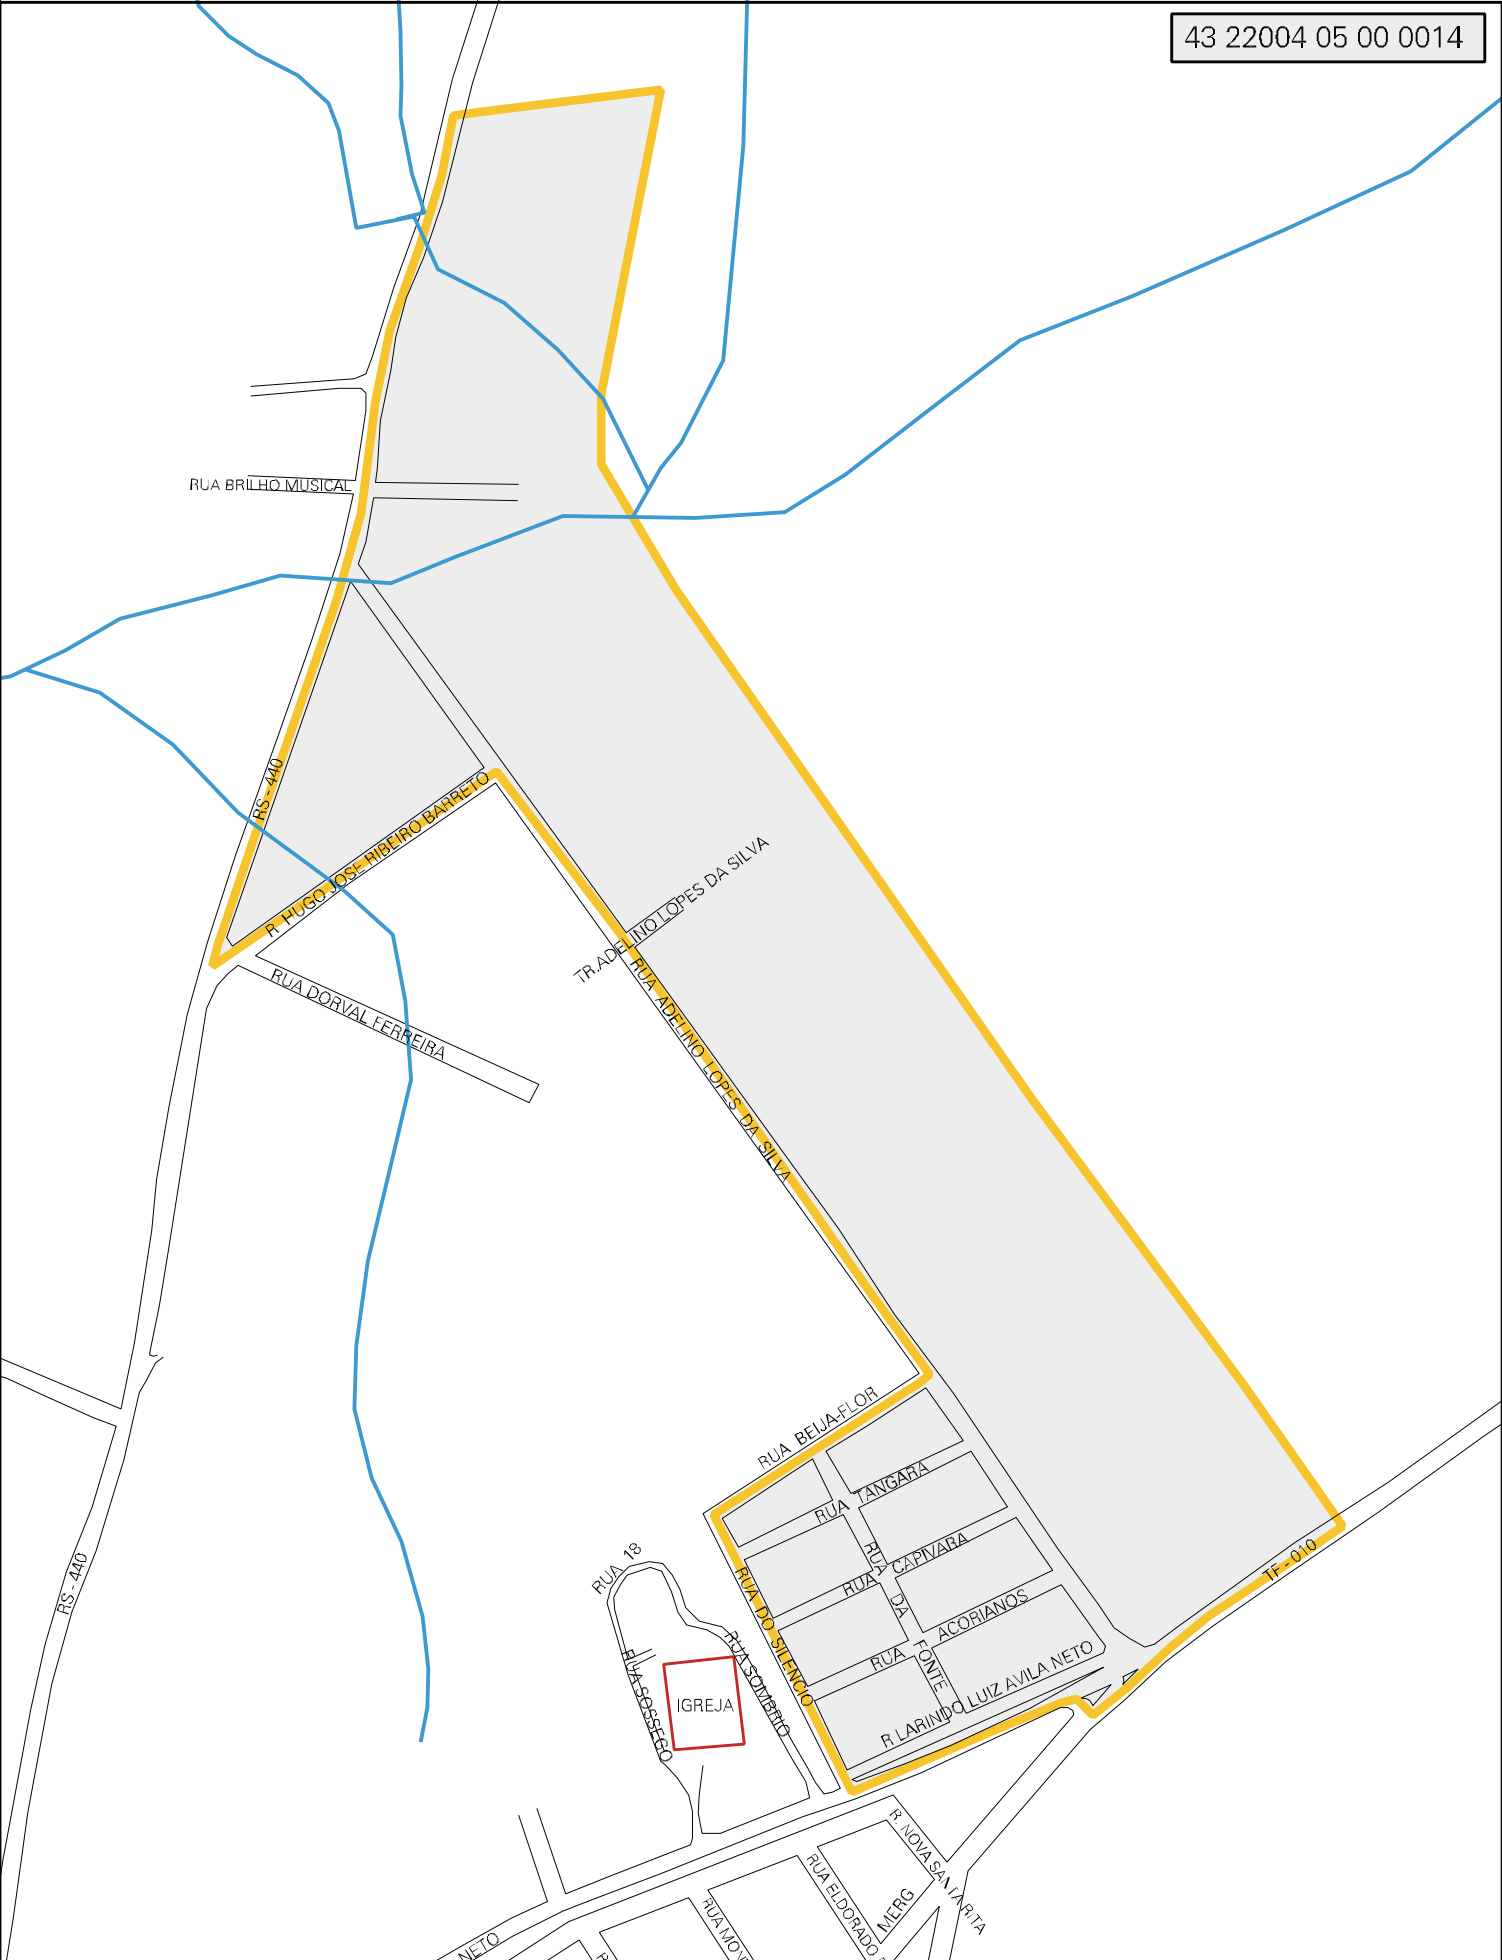 43 22004 05 00 0014
RUA BRILHO MUSICAL
RS - 440
R. HUGO JOSE RIBEIRO BARRETO
TR.ADELINO LOPES DA SILVA
RUA ADELINO LOPES DA SILVA
RUA DORVAL FERREIRA
RUA BEIJA-FLOR
RUA TANGARA
RUA CAPIVARA
RUA DA FONTE
RUA ACORIANOS
R LARINDO LUIZ AVILA NETO
RUA DO SILENCIO
TF - 010
RUA 18
RUA SOMBRIO
RUA SOSSEGO
IGREJA
RS - 440
R. NOVA SANTA RITA
RUA ELDORADO
MERG
RUA MON
NETO